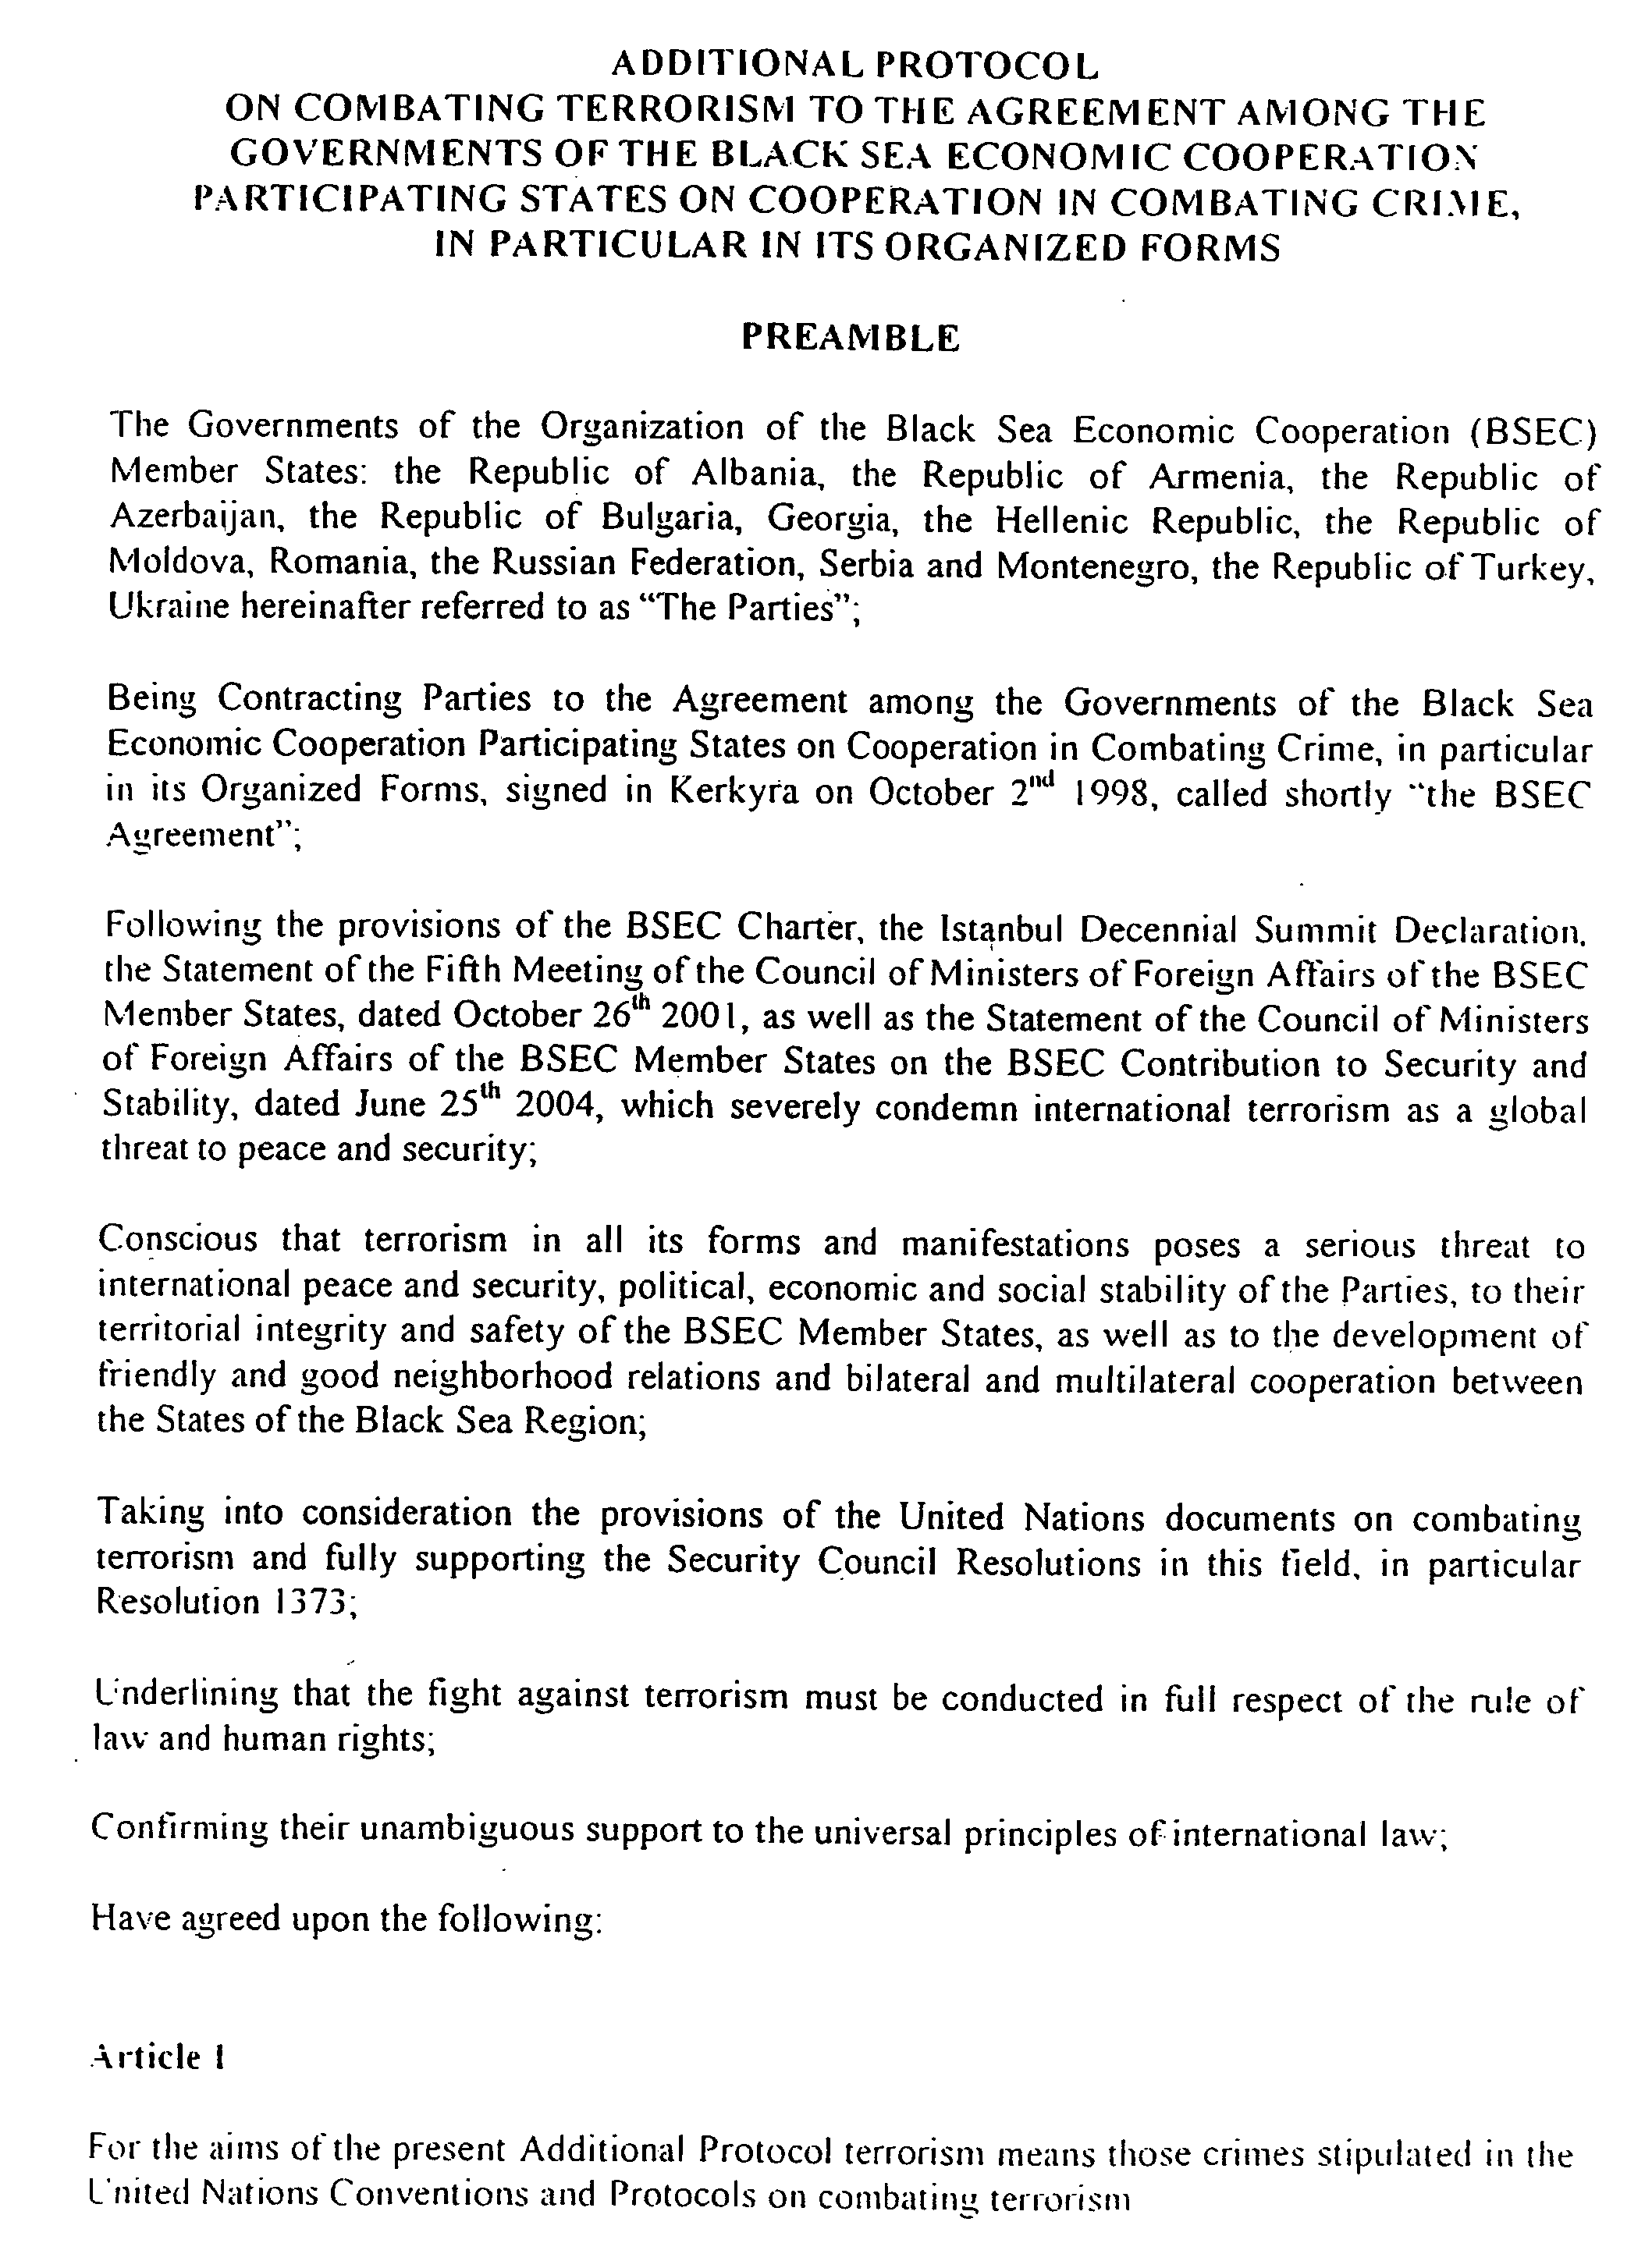 ADDITIONAL PROTOCOL
ON COMBATING TERRORISM TO THE AGREEMENT AMONG THE
GOVERNMENTS OF THE BLACK SEA ECONOMIC COOPERATION
PARTICIPATING STATES ON COOPERATION IN COMBATING CRIME,
IN PARTICULAR IN ITS ORGANIZED FORMS
PREAMBLE
The Governments of the Organization of the Black Sea Economic Cooperation (BSEC)
Member States: the Republic of Albania, the Republic of Armenia, the Republic of
Azerbaijan, the Republic of Bulgaria, Georgia, the Hellenic Republic, the Republic of
Moldova, Romania, the Russian Federation, Serbia and Montenegro, the Republic of Turkey,
Ukraine hereinafter referred to as “The Parties”;
Being Contracting Parties to the Agreement among the Governments of the Black Sea
Economic Cooperation Participating States on Cooperation in Combating Crime, in particular
in its Organized Forms, signed in Kerkyra on October 2nd 1998, called shortly “the BSEC
Agreement”;
Following the provisions of the BSEC Charter, the Istanbul Decennial Summit Declaration,
the Statement of the Fifth Meeting of the Council of Ministers of Foreign Affairs of the BSEC
Member States, dated October 26th 2001, as well as the Statement of the Council of Ministers
of Foreign Affairs of the BSEC Member States on the BSEC Contribution to Security and
Stability, dated June 25th 2004, which severely condemn international terrorism as a global
threat to peace and security;
Conscious that terrorism in all its forms and manifestations poses a serious threat to
international peace and security, political, economic and social stability of the Parties, to their
territorial integrity and safety of the BSEC Member States, as well as to the development of
friendly and good neighborhood relations and bilateral and multilateral cooperation between
the States of the Black Sea Region;
Taking into consideration the provisions of the United Nations documents on combating
terrorism and fully supporting the Security Council Resolutions in this field, in particular
Resolution 1373;
Underlining that the fight against terrorism must be conducted in full respect of the rule of
law and human rights;
Confirming their unambiguous support to the universal principles of international law;
Have agreed upon the following:
Article 1
For the aims of the present Additional Protocol terrorism means those crimes stipulated in the
United Nations Conventions and Protocols on combating terrorism